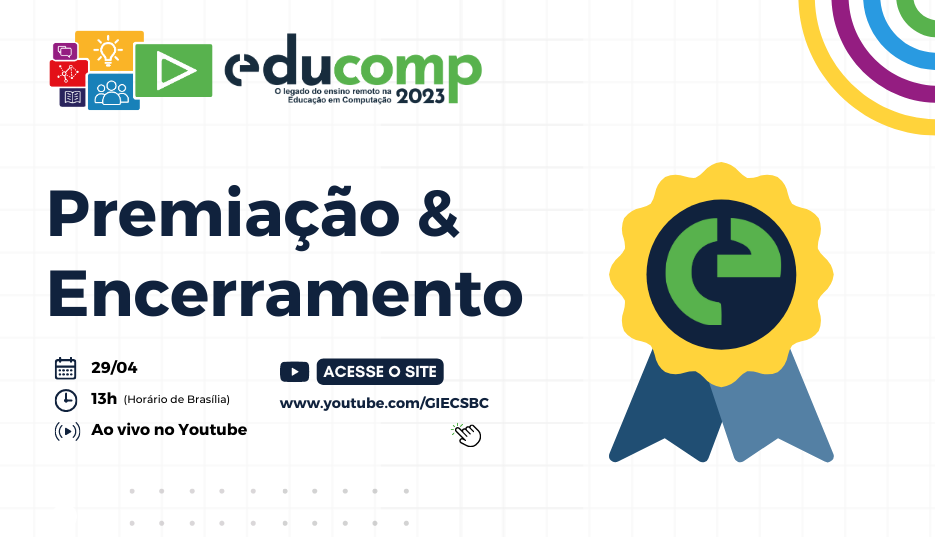 educomp
O legado do ensino remoto na
Educação em Computação
2023
Premiação &
Encerramento
29/04
13h (Horário de Brasília)
Ao vivo no Youtube
ACESSE O SITE
www.youtube.com/GIECSBC
e